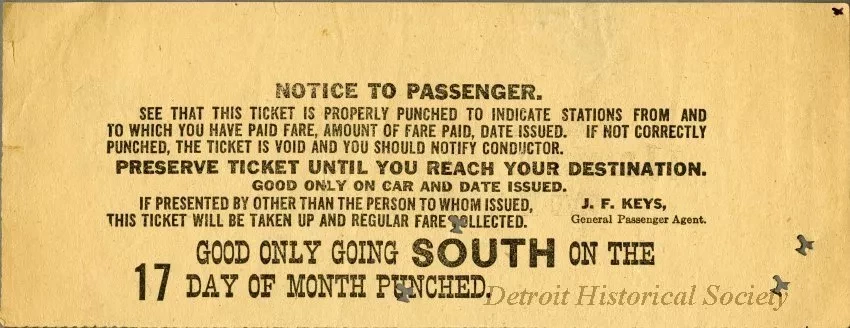 NOTICE TO PASSENGER.
SEE THAT THIS TICKET IS PROPERLY PUNCHED TO INDICATE STATIONS FROM AND
TO WHICH YOU HAVE PAID FARE, AMOUNT OF FARE PAID, DATE ISSUED. IF NOT CORRECTLY
PUNCHED, THE TICKET IS VOID AND YOU SHOULD NOTIFY CONDUCTOR.
PRESERVE TICKET UNTIL YOU REACH YOUR DESTINATION.
GOOD ONLY ON CAR AND DATE ISSUED.
IF PRESENTED BY OTHER THAN THE PERSON TO WHOM ISSUED,
THIS TICKET WILL BE TAKEN UP AND REGULAR FARE COLLECTED.
J. F. KEYS,
General Passenger Agent.
GOOD ONLY GOING SOUTH ON THE
17 DAY OF MONTH PUNCHED.
Detroit Historical Society